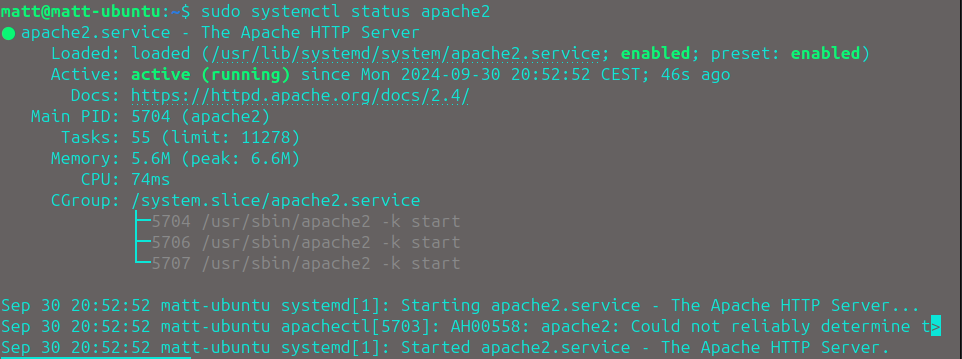 matt@matt-ubuntu:~$ sudo systemctl status apache2
● apache2.service - The Apache HTTP Server
     Loaded: loaded (/usr/lib/systemd/system/apache2.service; enabled; preset: enabled)
     Active: active (running) since Mon 2024-09-30 20:52:52 CEST; 46s ago
       Docs: https://httpd.apache.org/docs/2.4/
   Main PID: 5704 (apache2)
      Tasks: 55 (limit: 11278)
     Memory: 5.6M (peak: 6.6M)
        CPU: 74ms
     CGroup: /system.slice/apache2.service
             ├─5704 /usr/sbin/apache2 -k start
             ├─5706 /usr/sbin/apache2 -k start
             └─5707 /usr/sbin/apache2 -k start
Sep 30 20:52:52 matt-ubuntu systemd[1]: Starting apache2.service - The Apache HTTP Server...
Sep 30 20:52:52 matt-ubuntu apachectl[5703]: AH00558: apache2: Could not reliably determine t>
Sep 30 20:52:52 matt-ubuntu systemd[1]: Started apache2.service - The Apache HTTP Server.